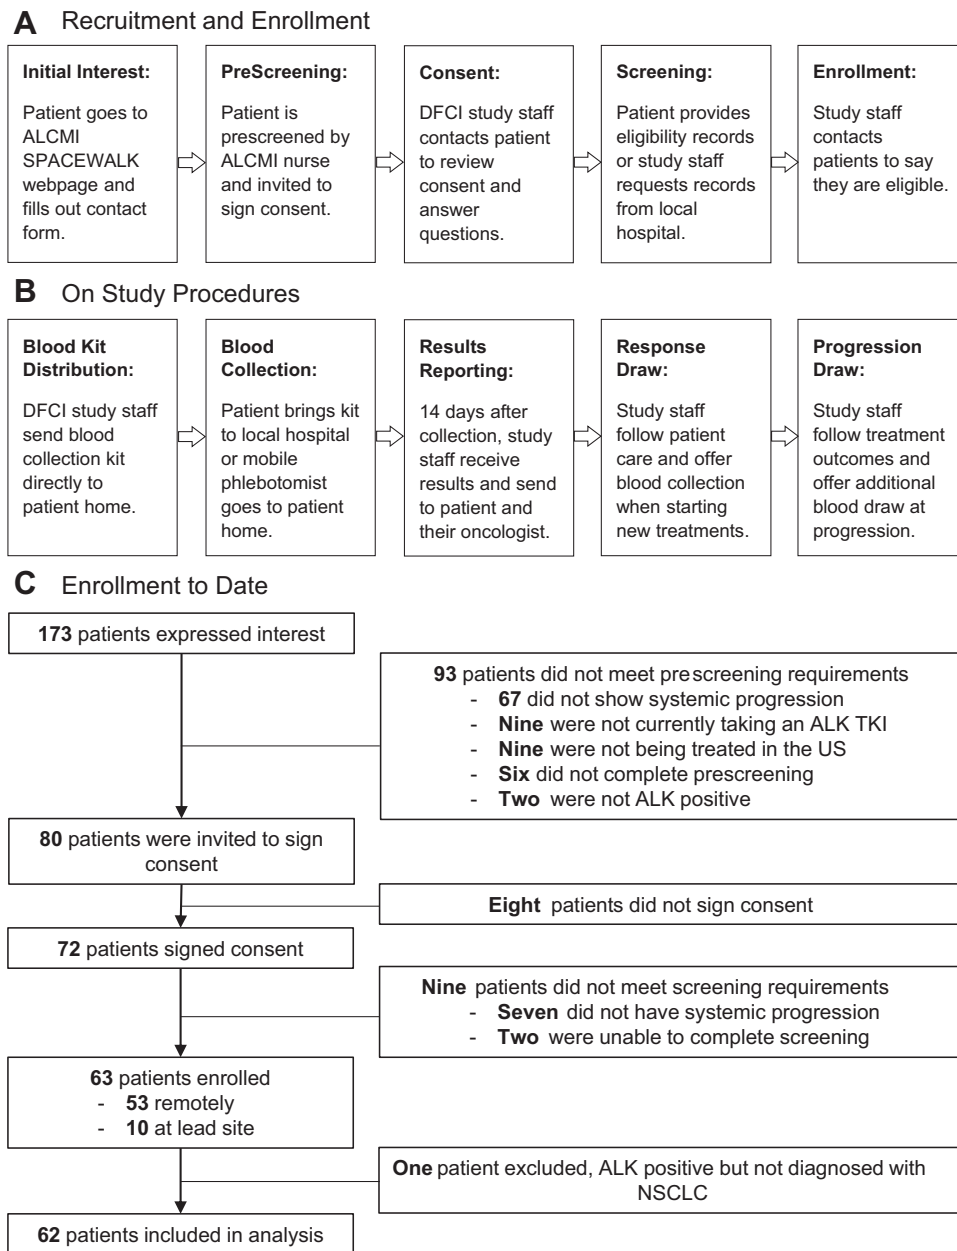 A Recruitment and Enrollment
Initial Interest:
Patient goes to
ALCMI
SPACEWALK
webpage and
fills out contact
form.
PreScreening:
Patient is
prescreened by
ALCMI nurse
and invited to
sign consent.
Consent:
DFCI study staff
contacts patient
to review
consent and
answer
questions.
Screening:
Patient provides
eligibility records
or study staff
requests records
from local
hospital.
Enrollment:
Study staff
contacts
patients to say
they are eligible.
B On Study Procedures
Blood Kit
Distribution:
DFCI study staff
send blood
collection kit
directly to
patient home.
Blood
Collection:
Patient brings kit
to local hospital
or mobile
phlebotomist
goes to patient
home.
Results
Reporting:
14 days after
collection, study
staff receive
results and send
to patient and
their oncologist.
Response
Draw:
Study staff
follow patient
care and offer
blood collection
when starting
new treatments.
Progression
Draw:
Study staff
follow treatment
outcomes and
offer additional
blood draw at
progression.
C Enrollment to Date
173 patients expressed interest
93 patients did not meet prescreening requirements
- 67 did not show systemic progression
- Nine were not currently taking an ALK TKI
- Nine were not being treated in the US
- Six did not complete prescreening
- Two were not ALK positive
80 patients were invited to sign
consent
Eight patients did not sign consent
72 patients signed consent
Nine patients did not meet screening requirements
- Seven did not have systemic progression
- Two were unable to complete screening
63 patients enrolled
- 53 remotely
- 10 at lead site
One patient excluded, ALK positive but not diagnosed with
NSCLC
62 patients included in analysis